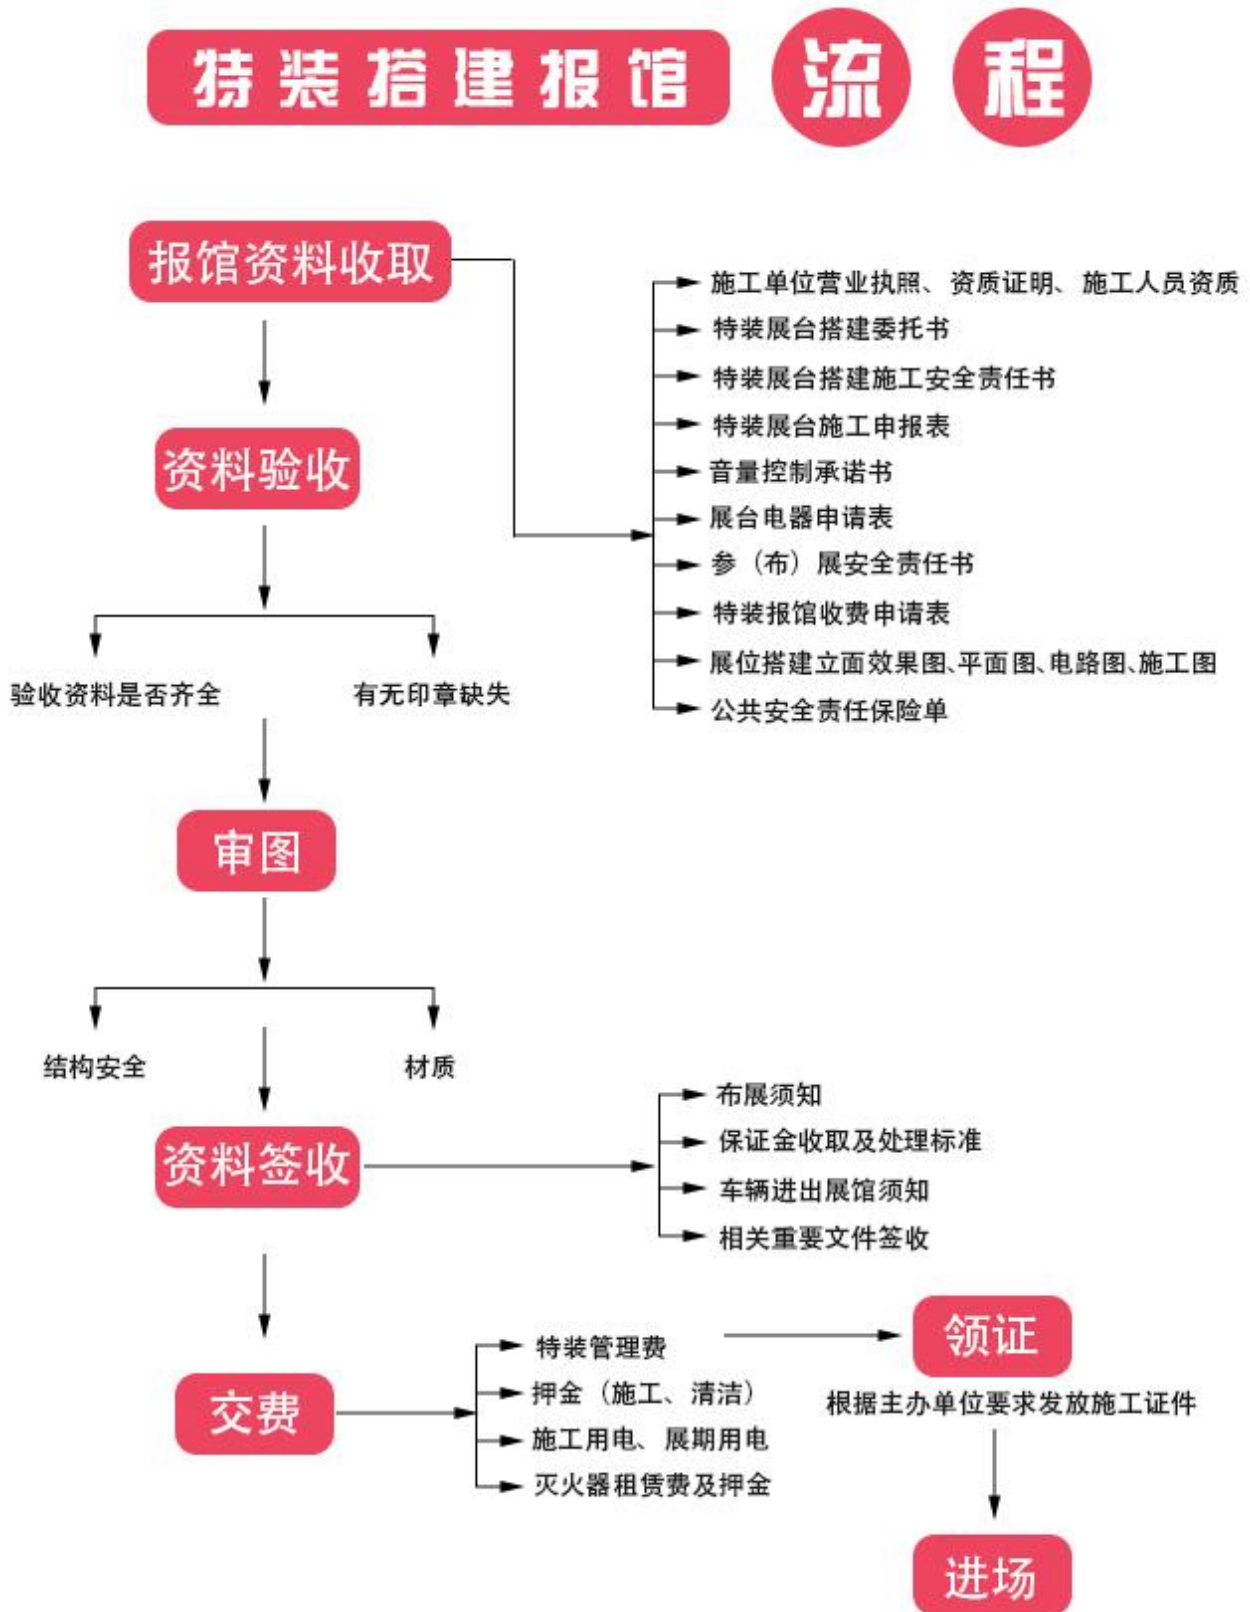 特装搭建报馆 流程
报馆资料收取
施工单位营业执照、资质证明、施工人员资质
特装展台搭建委托书
特装展台搭建施工安全责任书
特装展台施工申报表
音量控制承诺书
展台电器申请表
参（布）展安全责任书
特装报馆收费申请表
展位搭建立面效果图、平面图、电路图、施工图
公共安全责任保险单
资料验收
验收资料是否齐全
有无印章缺失
审图
结构安全
材质
资料签收
布展须知
保证金收取及处理标准
车辆进出展馆须知
相关重要文件签收
交费
特装管理费
押金（施工、清洁）
施工用电、展期用电
灭火器租赁费及押金
领证
根据主办单位要求发放施工证件
进场